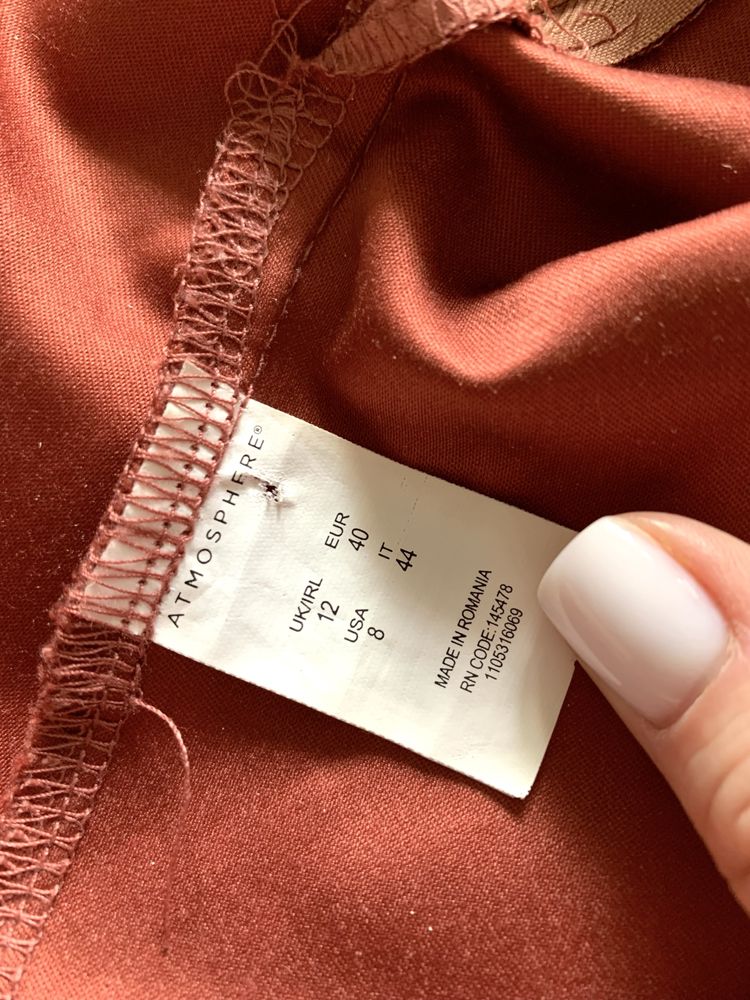 ATMOSPHERE®
EUR
40
IT
44
UK/IRL
12
USA
8
MADE IN ROMANIA
RN CODE:145478
1105316069